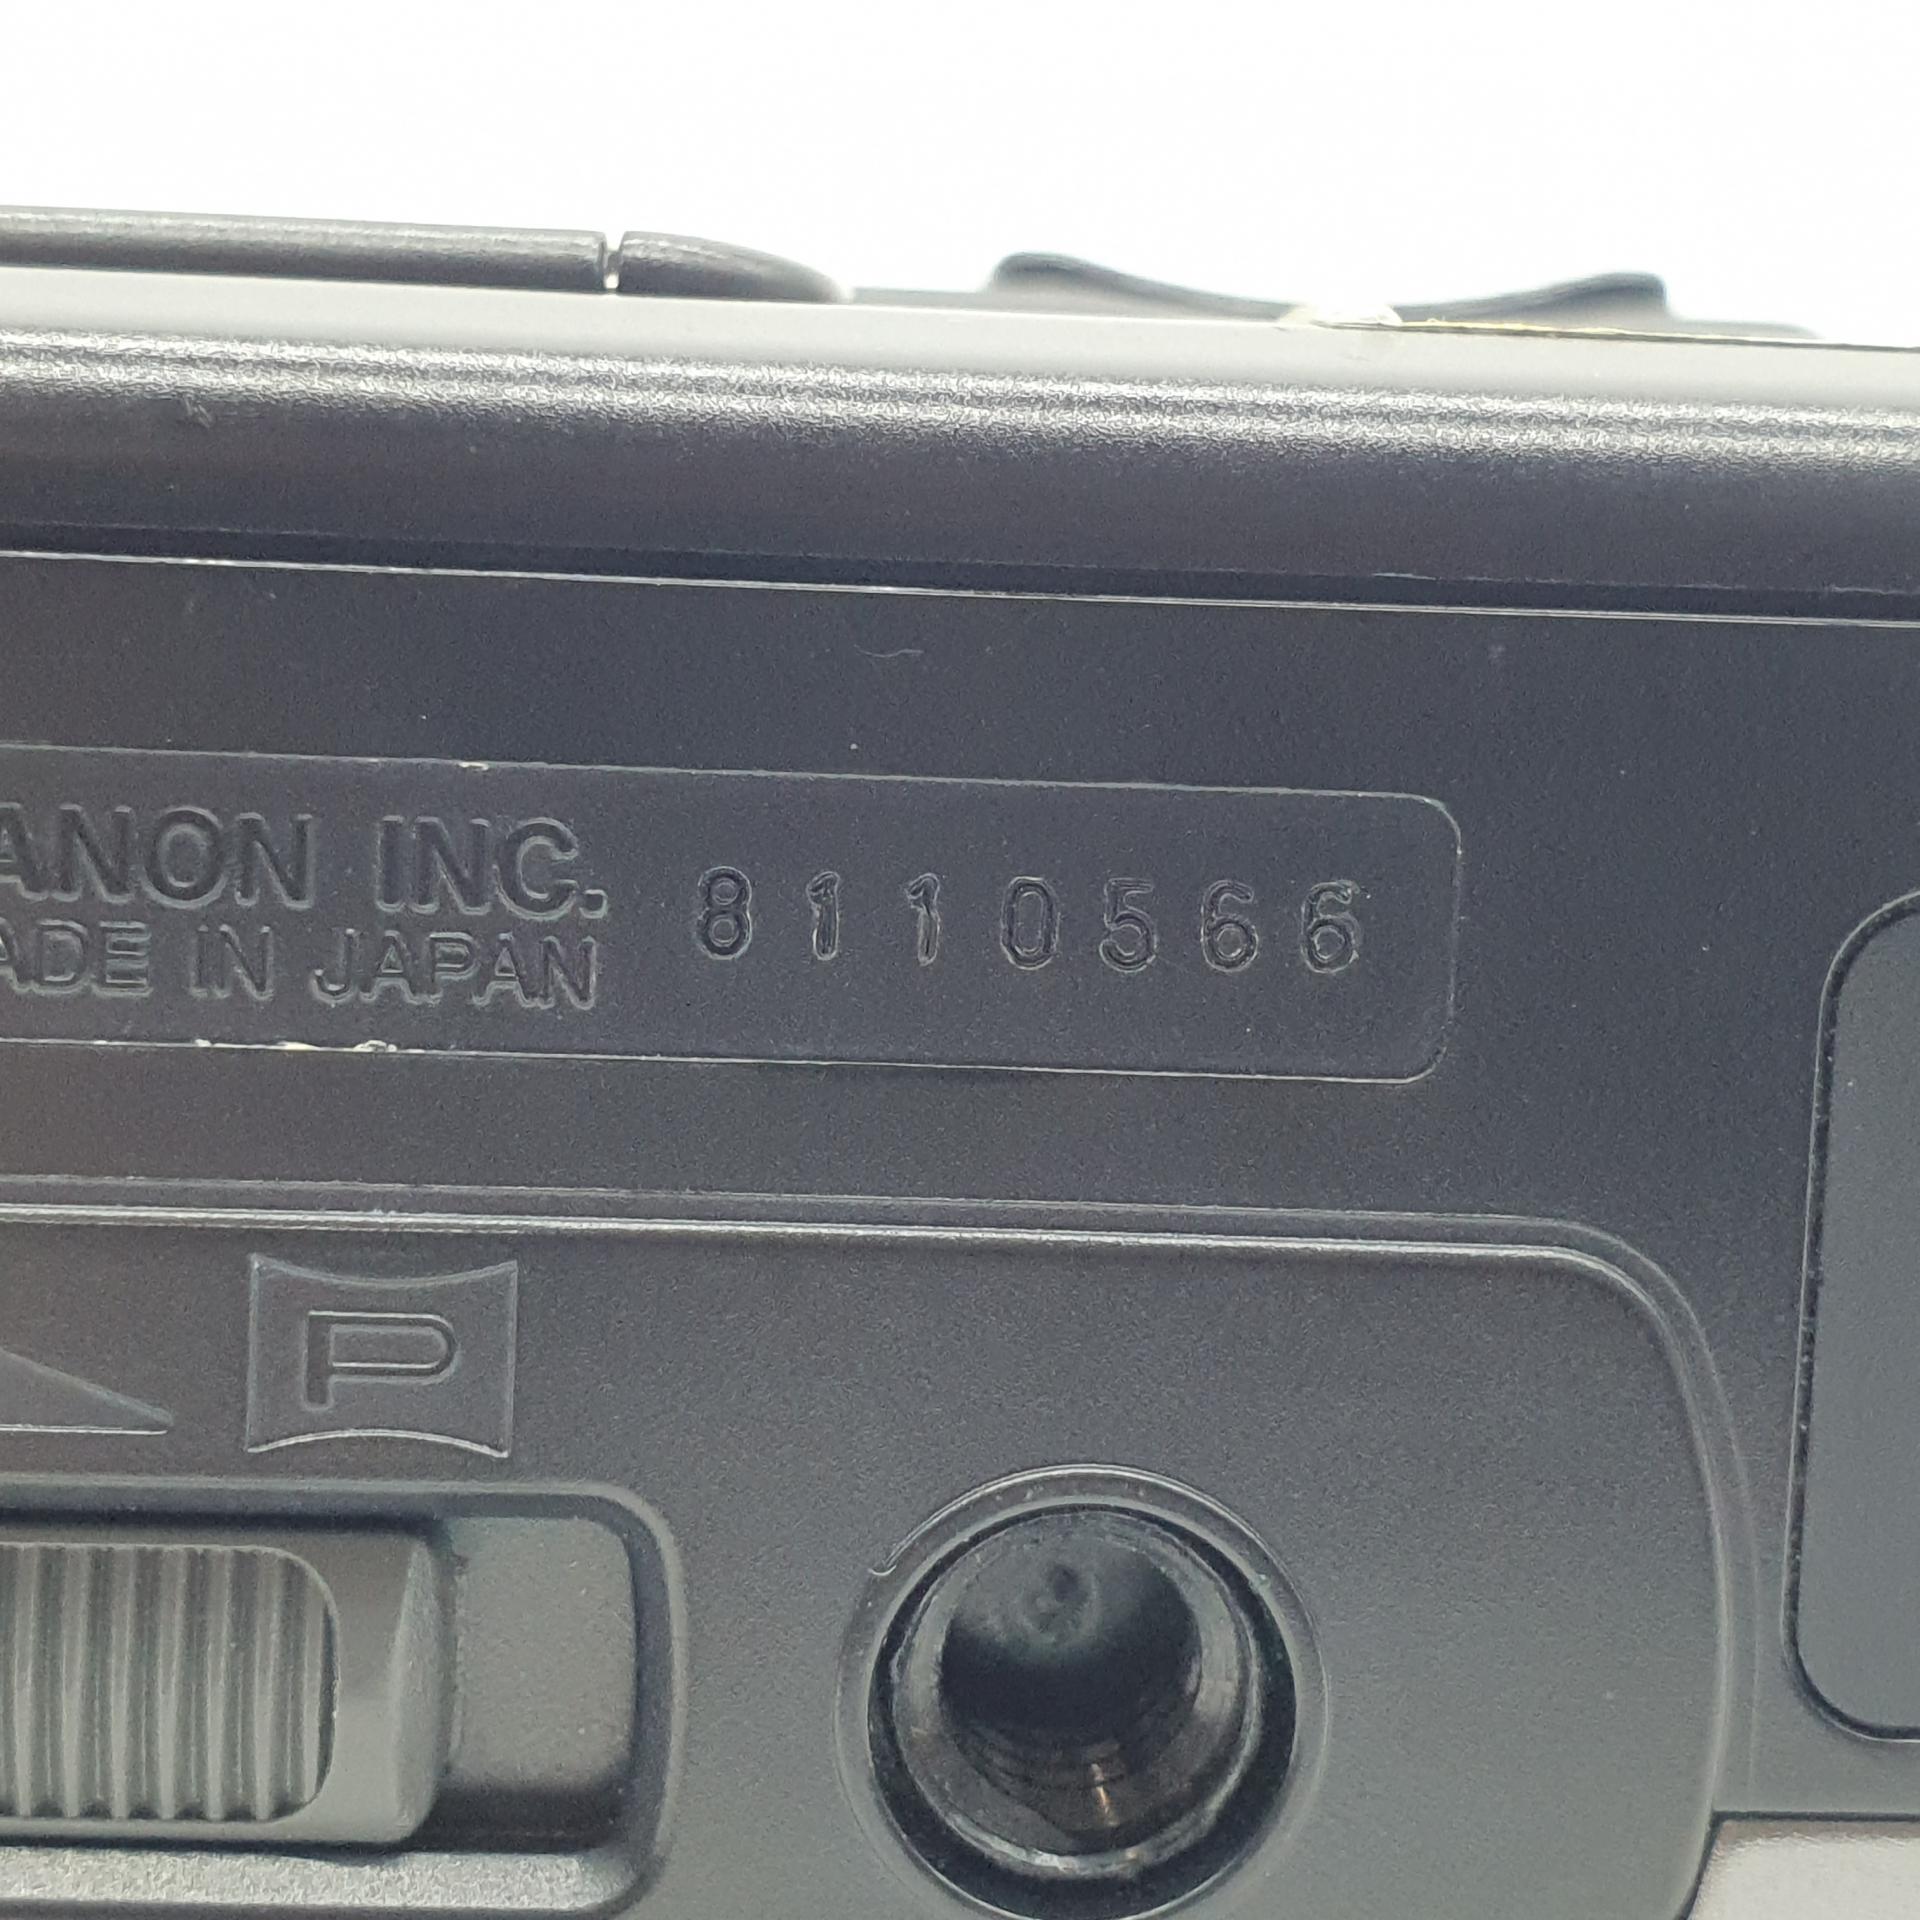 ANON INC. 8110566
ADE IN JAPAN
P